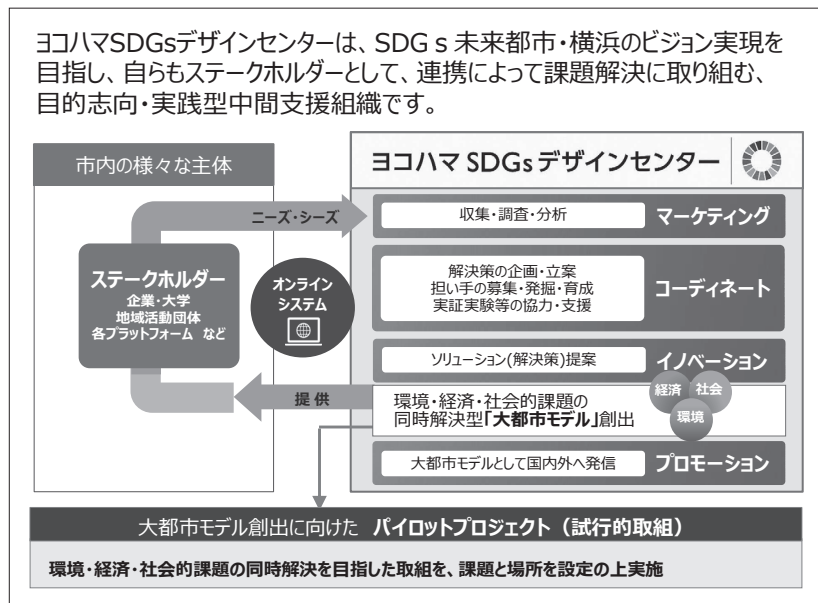 ヨコハマSDGsデザインセンターは、SDGｓ未来都市・横浜のビジョン実現を
目指し、自らもステークホルダーとして、連携によって課題解決に取り組む、
目的志向・実践型中間支援組織です。
市内の様々な主体
ニーズ・シーズ
ステークホルダー
企業・大学
地域活動団体
各プラットフォーム など
オンライン
システム
提供
ヨコハマ SDGs デザインセンター
収集・調査・分析
マーケティング
解決策の企画・立案
担い手の募集・発掘・育成
実証実験等の協力・支援
コーディネート
ソリューション(解決策)提案
イノベーション
経済
社会
環境
環境・経済・社会的課題の
同時解決型「大都市モデル」創出
大都市モデルとして国内外へ発信
プロモーション
大都市モデル創出に向けた パイロットプロジェクト（試行的取組）
環境・経済・社会的課題の同時解決を目指した取組を、課題と場所を設定の上実施